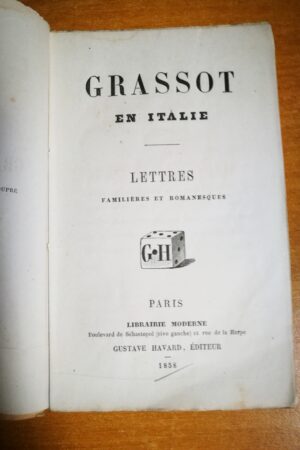 GRASSOT
EN ITALIE
LETTRES
FAMILIÈRES ET ROMANESQUES
G•H
PARIS
LIBRAIRIE MODERNE
Boulevard de Sébastopol (rive gauche) et rue de la Harpe
GUSTAVE HAVARD, ÉDITEUR
1858